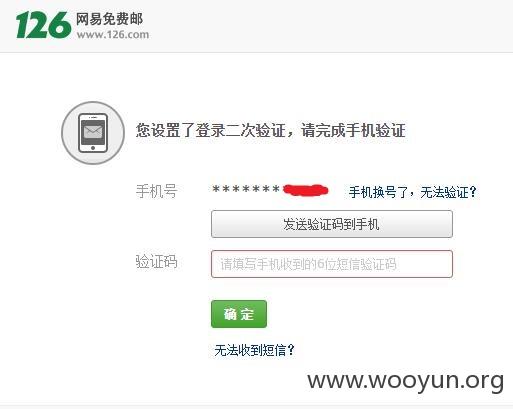 126 网易免费邮
www.126.com
您设置了登录二次验证，请完成手机验证
手机号 ******* 手机换号了，无法验证？
发送验证码到手机
验证码 请填写手机收到的6位短信验证码
确 定
无法收到短信？
www.wooyun.org